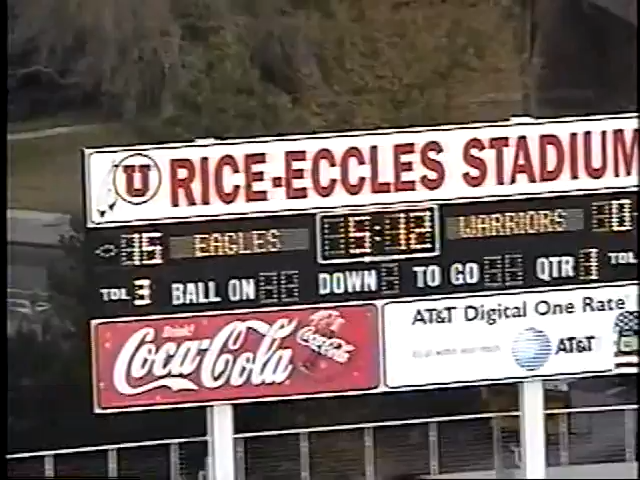 U RICE-ECCLES STADIUM
15 EAGLES 15:12 WARRIORS 0
TOL 3 BALL ON DOWN TO GO QTR 1 TOL
Drink! Coca-Cola Coca-Cola
AT&T Digital One Rate
AT&T